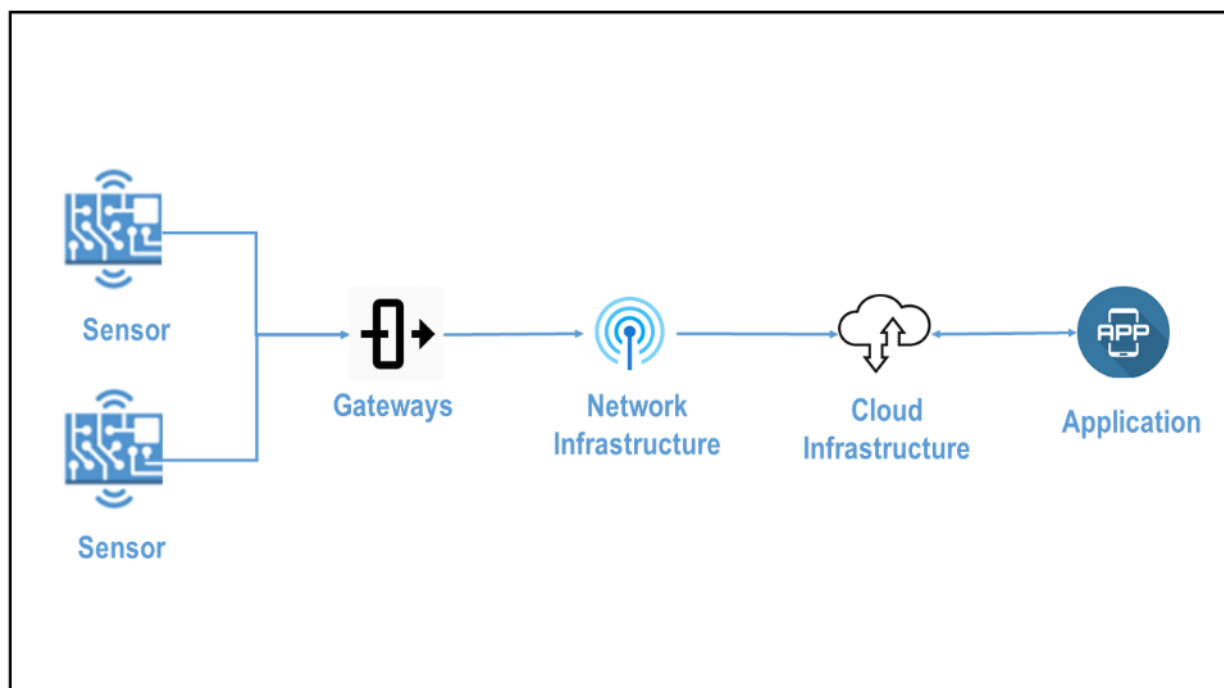 Sensor
Sensor
Gateways
Network
Infrastructure
Cloud
Infrastructure
APP
Application